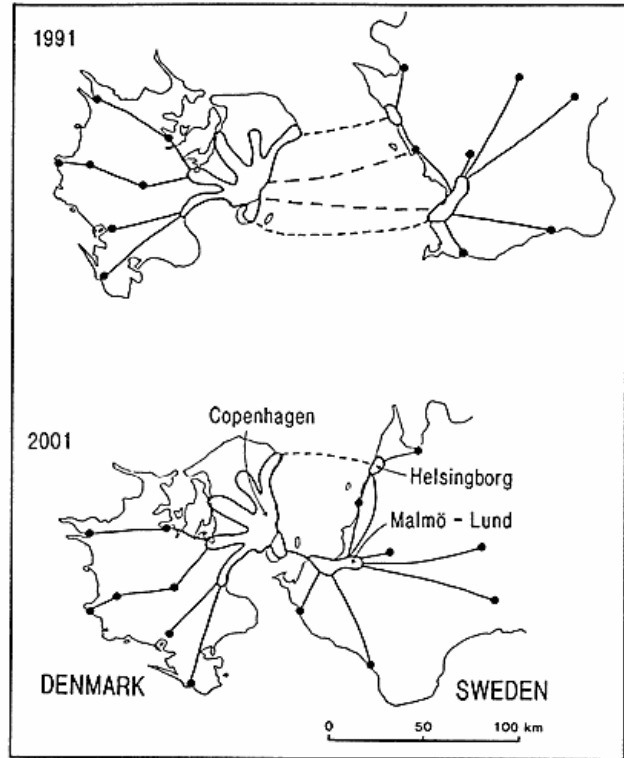 1991
Copenhagen
2001
Helsingborg
Malmö - Lund
DENMARK
SWEDEN
0 50 100 km